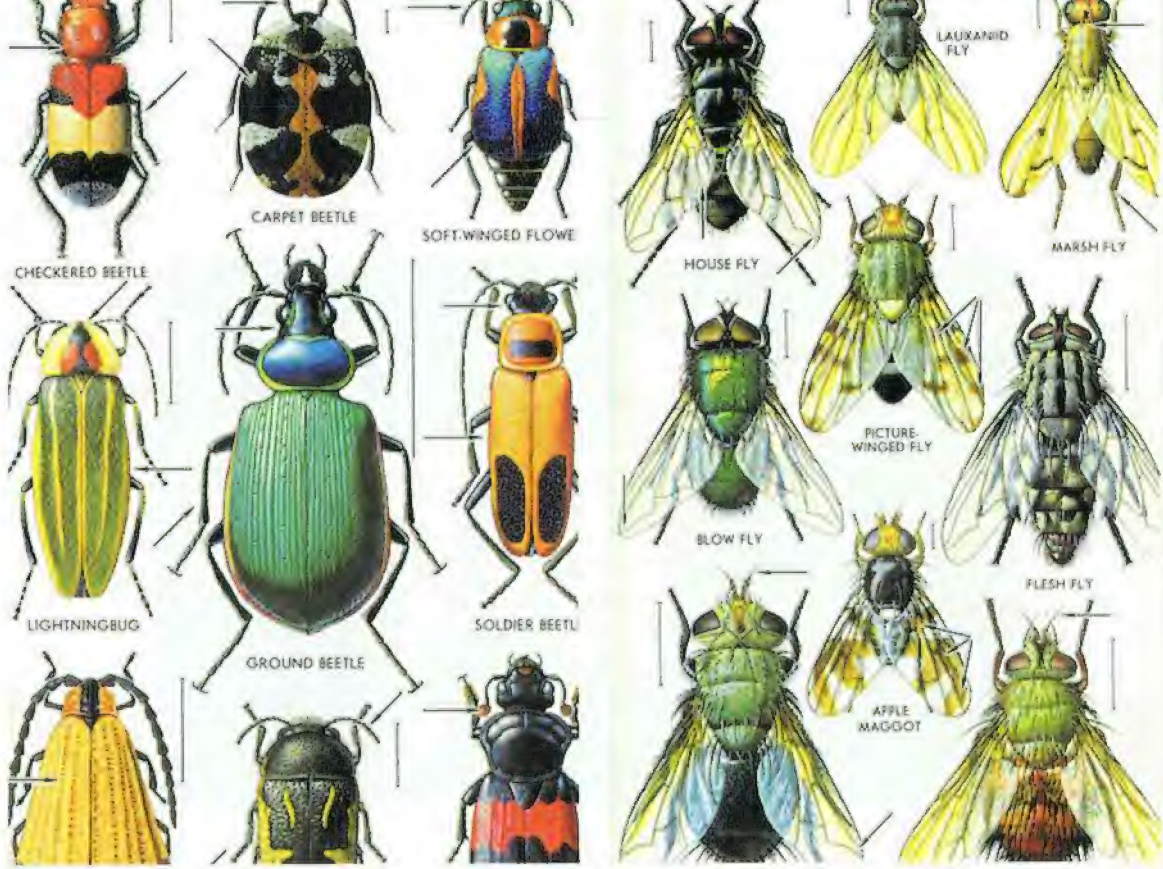 LAUXANIID
FLY
CARPET BEETLE
SOFT-WINGED FLOWE
CHECKERED BEETLE
HOUSE FLY
MARSH FLY
PICTURE-
WINGED FLY
BLOW FLY
FLESH FLY
LIGHTNINGBUG
SOLDIER BEETL
GROUND BEETLE
APPLE
MAGGOT